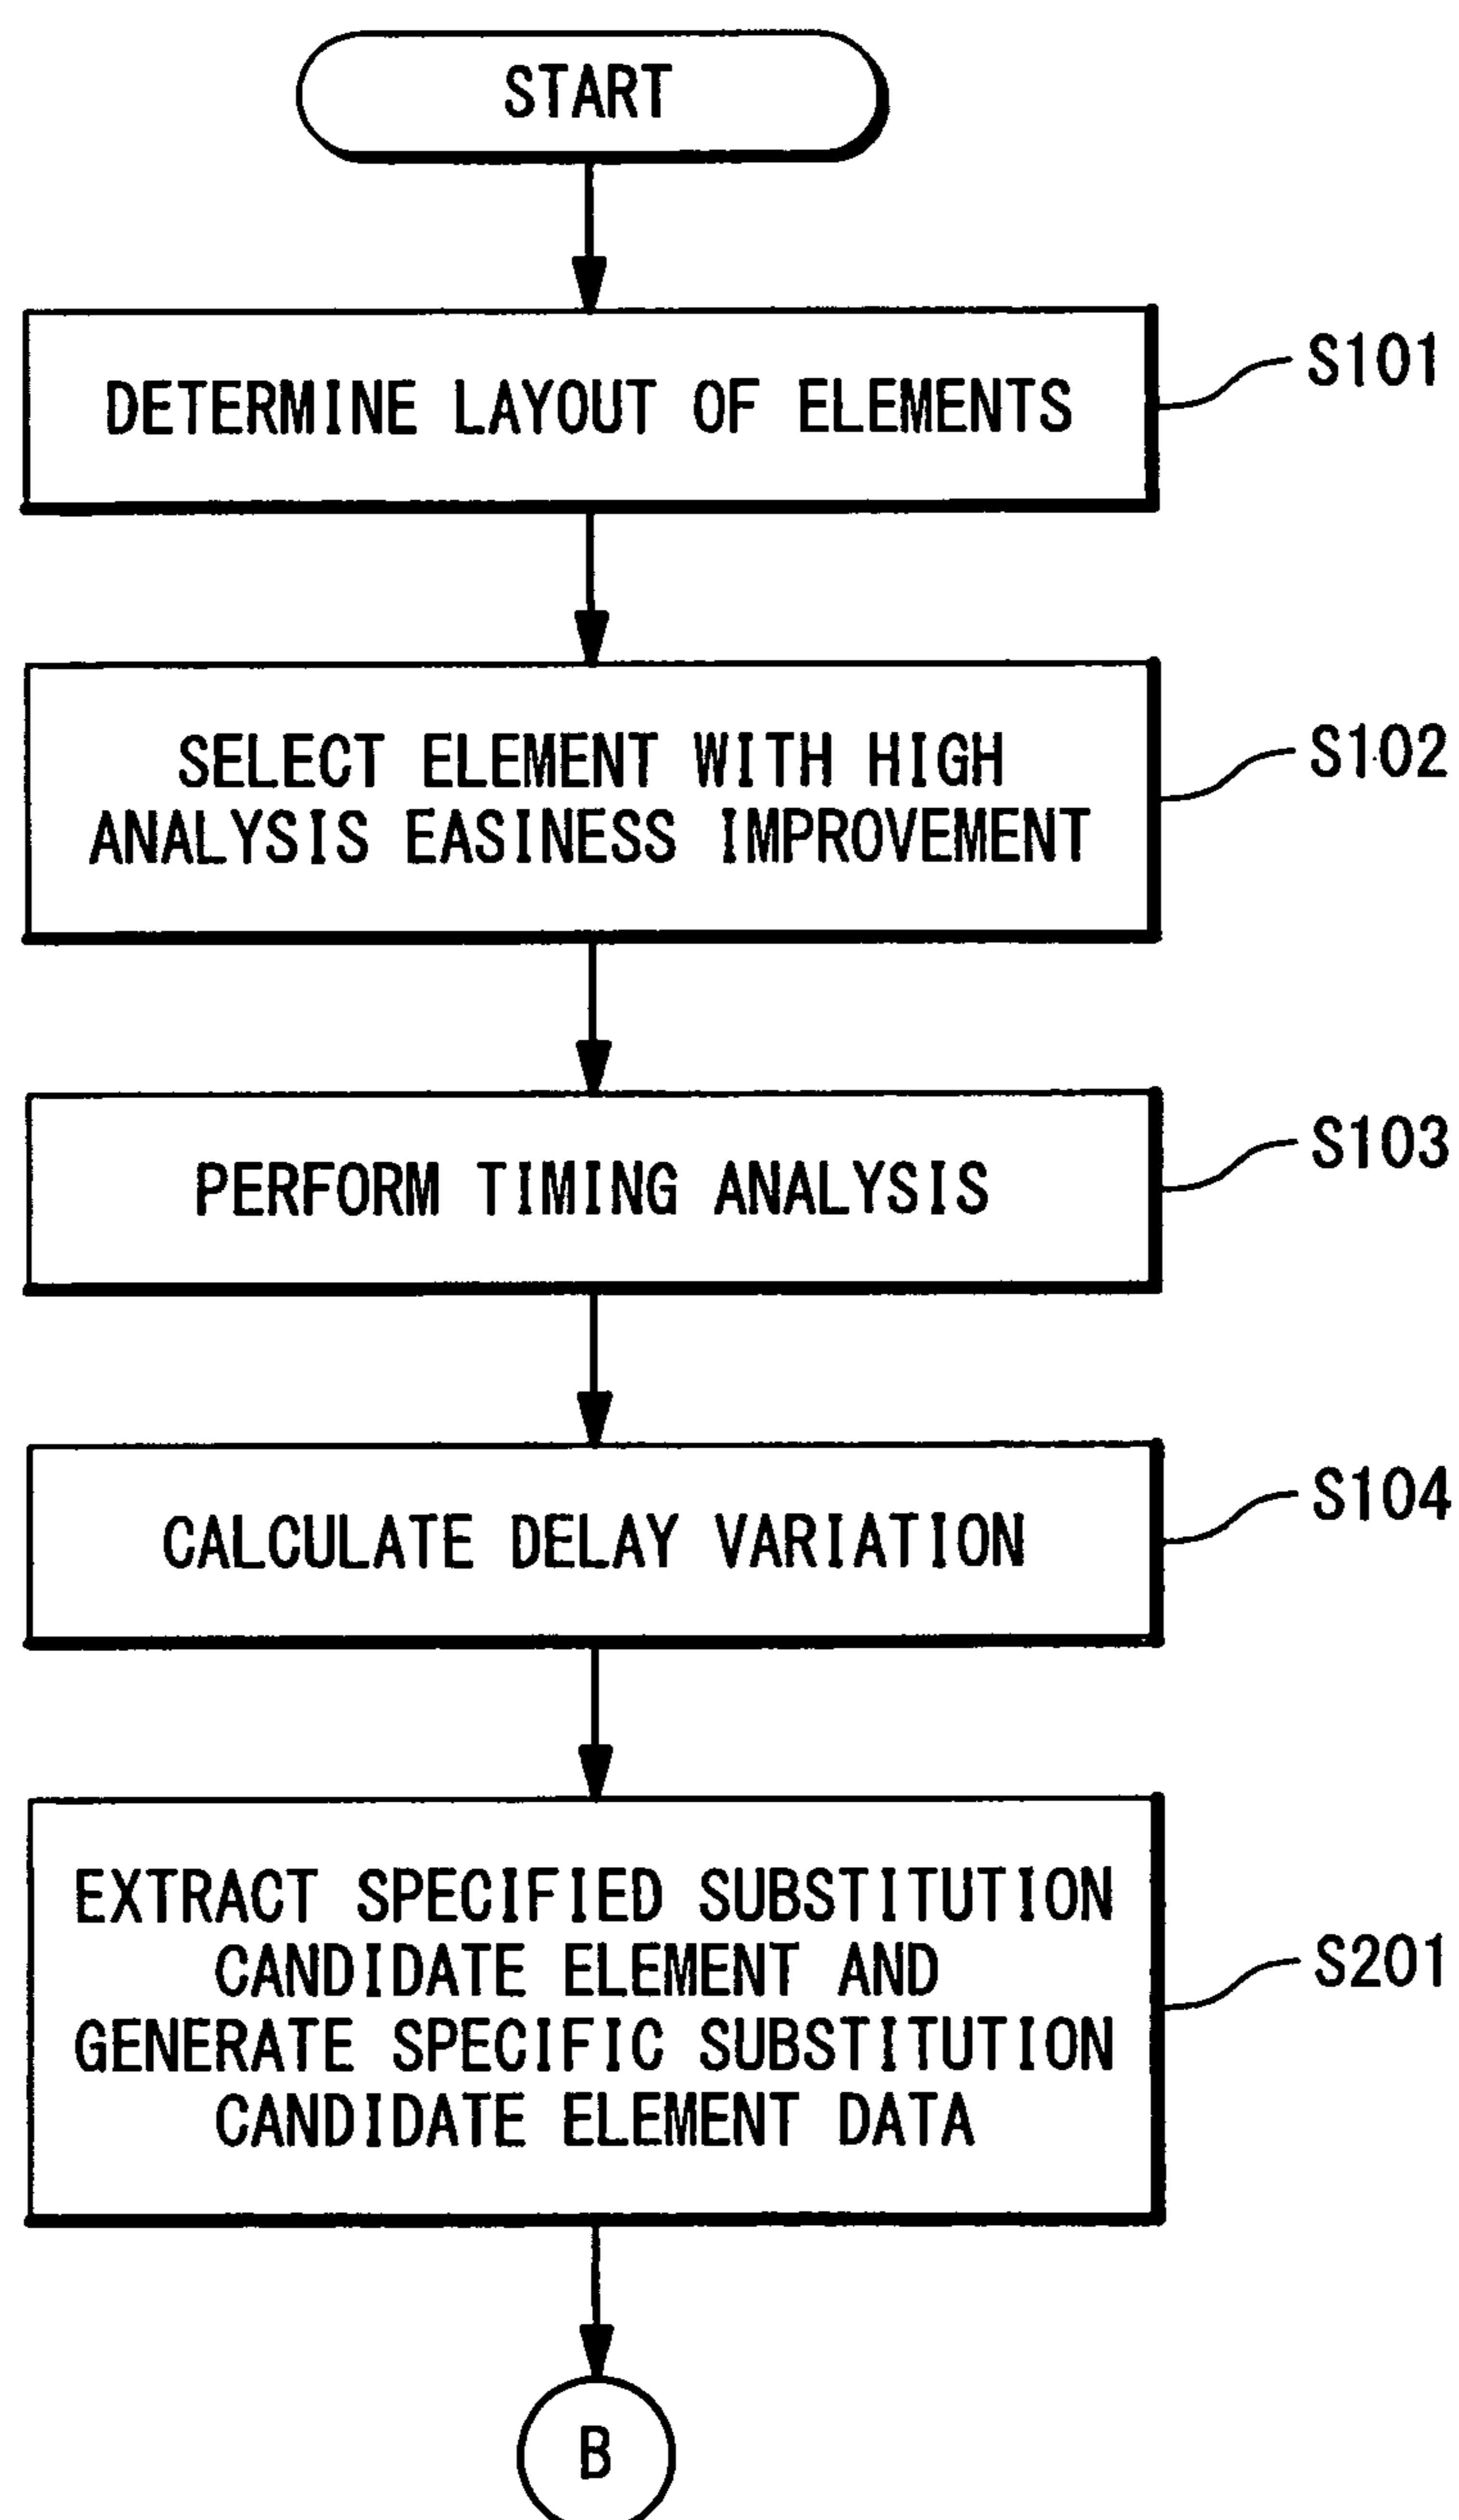 START
DETERMINE LAYOUT OF ELEMENTS
S101
SELECT ELEMENT WITH HIGH
ANALYSIS EASINESS IMPROVEMENT
S102
PERFORM TIMING ANALYSIS
S103
CALCULATE DELAY VARIATION
S104
EXTRACT SPECIFIED SUBSTITUTION
CANDIDATE ELEMENT AND
GENERATE SPECIFIC SUBSTITUTION
CANDIDATE ELEMENT DATA
S201
B